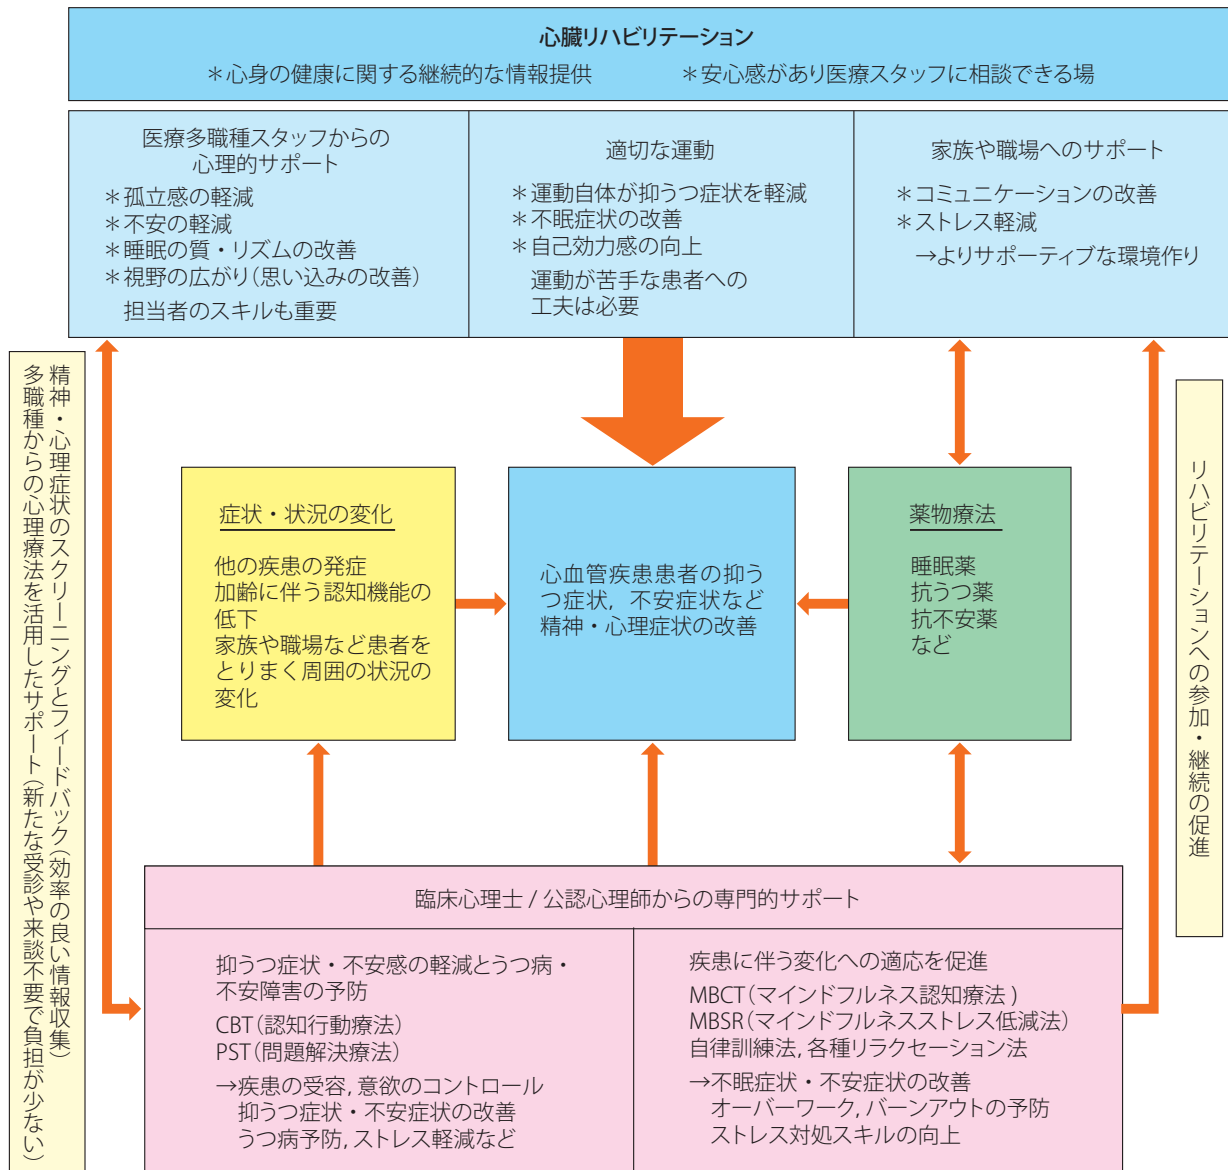 心臓リハビリテーション
＊心身の健康に関する継続的な情報提供　＊安心感があり医療スタッフに相談できる場
医療多職種スタッフからの
心理的サポート
＊孤立感の軽減
＊不安の軽減
＊睡眠の質・リズムの改善
＊視野の広がり（思い込みの改善）
担当者のスキルも重要
適切な運動
＊運動自体が抑うつ症状を軽減
＊不眠症状の改善
＊自己効力感の向上
運動が苦手な患者への
工夫は必要
家族や職場へのサポート
＊コミュニケーションの改善
＊ストレス軽減
→よりサポーティブな環境作り
精神・心理症状のスクリーニングとフィードバック（効率の良い情報収集）
多職種からの心理療法を活用したサポート（新たな受診や来談不要で負担が少ない）
症状・状況の変化
他の疾患の発症
加齢に伴う認知機能の
低下
家族や職場など患者を
とりまく周囲の状況の
変化
心血管疾患患者の抑う
つ症状，不安症状など
精神・心理症状の改善
薬物療法
睡眠薬
抗うつ薬
抗不安薬
など
リハビリテーションへの参加・継続の促進
臨床心理士 / 公認心理師からの専門的サポート
抑うつ症状・不安感の軽減とうつ病・
不安障害の予防
CBT（認知行動療法）
PST（問題解決療法）
→疾患の受容, 意欲のコントロール
抑うつ症状・不安症状の改善
うつ病予防, ストレス軽減など
疾患に伴う変化への適応を促進
MBCT（マインドフルネス認知療法 ）
MBSR（マインドフルネスストレス低減法）
自律訓練法, 各種リラクセーション法
→不眠症状・不安症状の改善
オーバーワーク, バーンアウトの予防
ストレス対処スキルの向上